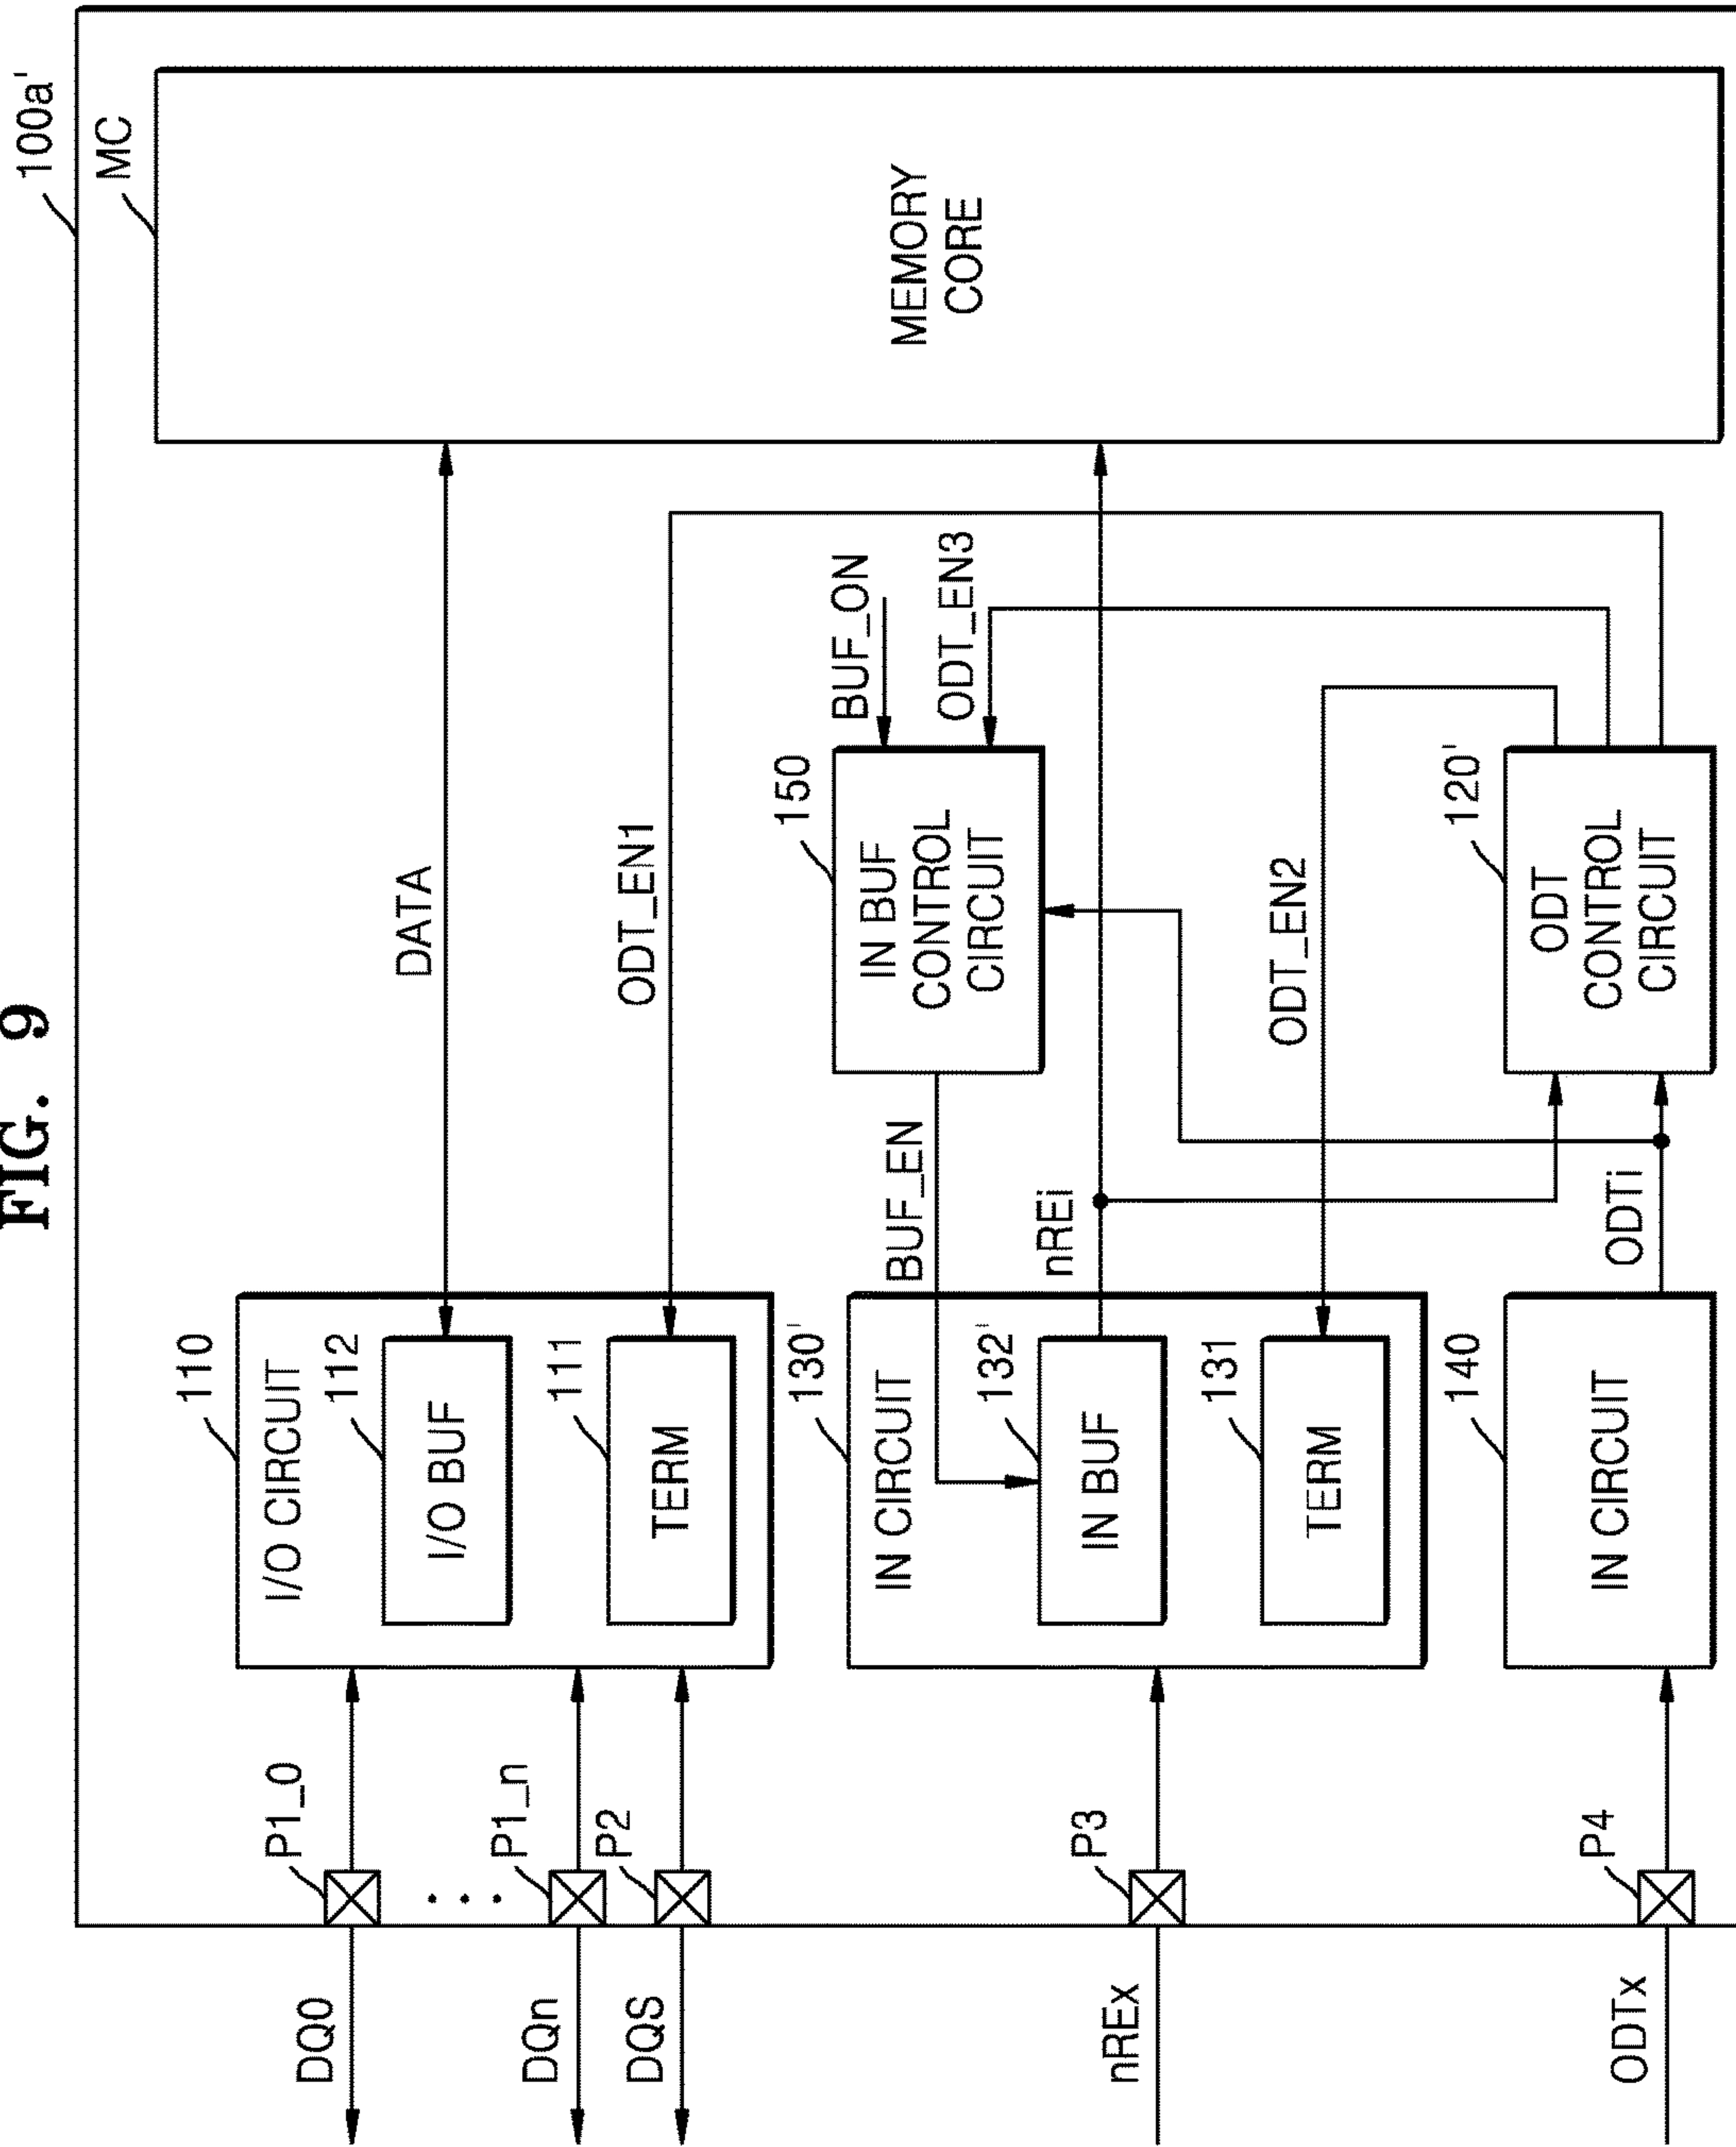 FIG. 9
100a'
MC
MEMORY
CORE
110
I/O CIRCUIT
112
I/O BUF
111
TERM
DQ0
P1_0
. . .
DQn
P1_n
DQS
P2
DATA
ODT_EN1
150
IN BUF
CONTROL
CIRCUIT
BUF_ON
ODT_EN3
BUF_EN
130'
IN CIRCUIT
132'
IN BUF
131
TERM
nREx
P3
nREi
ODT_EN2
120'
ODT
CONTROL
CIRCUIT
140
IN CIRCUIT
ODTi
ODTx
P4